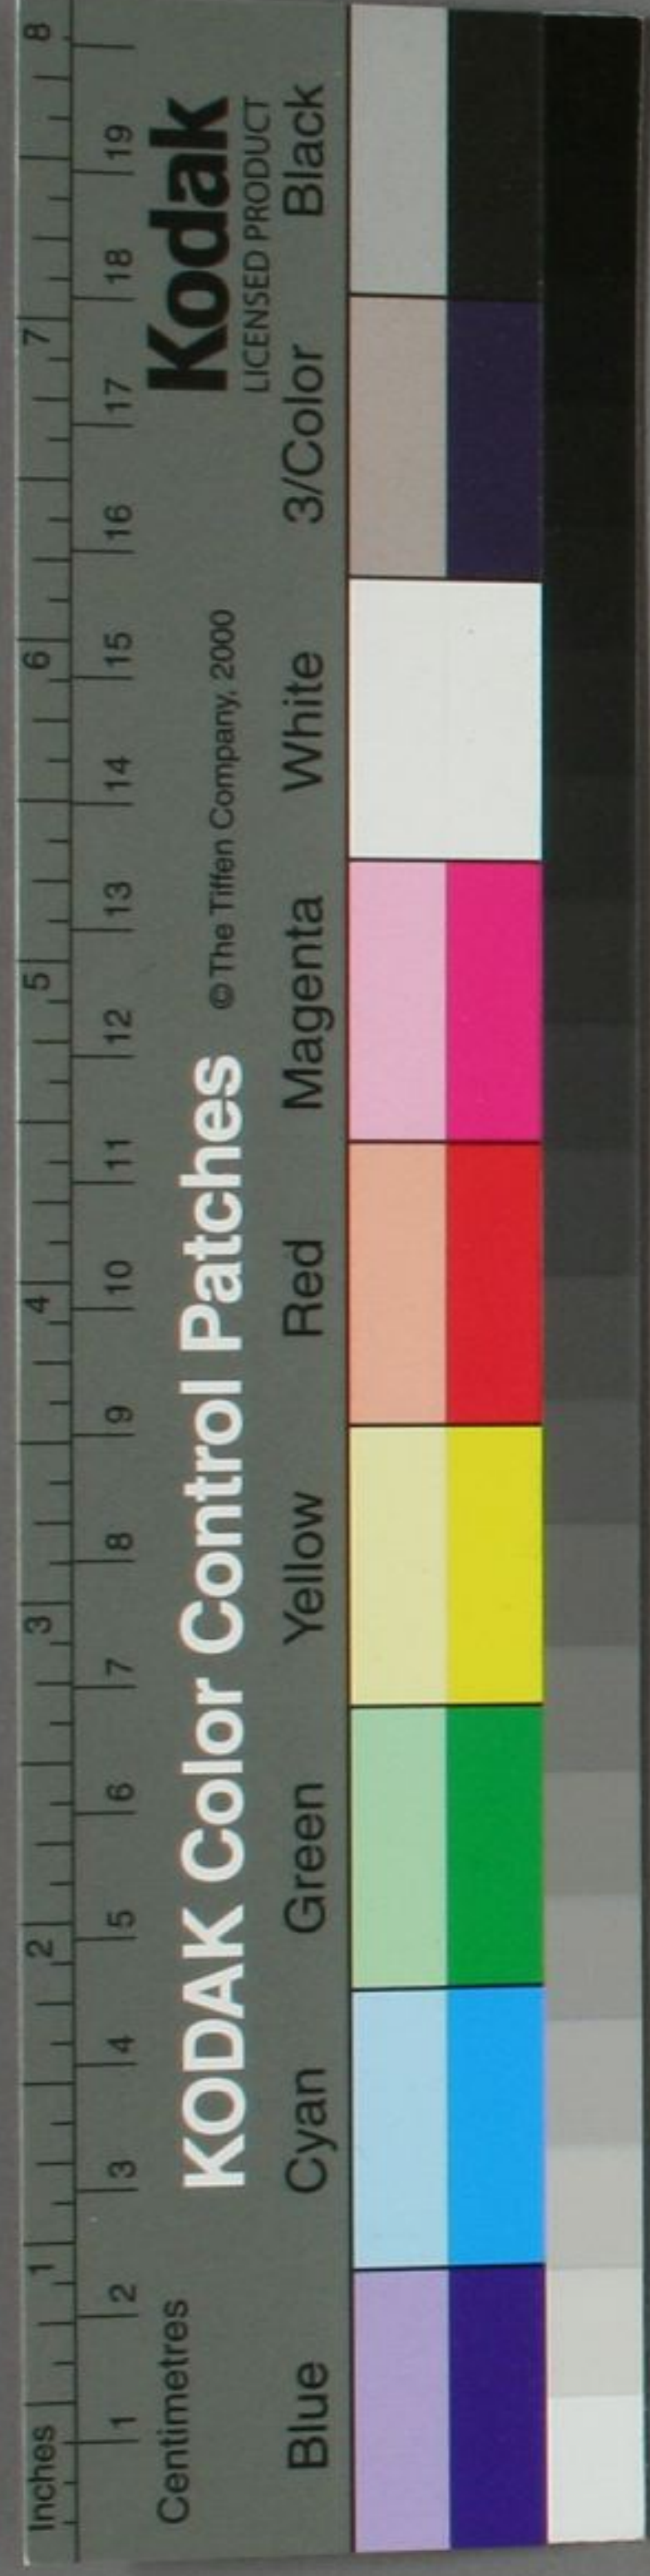 Inches 1 2 3 4 5 6 7 8
1 2 3 4 5 6 7 8 9 10 11 12 13 14 15 16 17 18 19
Centimetres
KODAK Color Control Patches © The Tiffen Company, 2000
Kodak
LICENSED PRODUCT
Blue Cyan Green Yellow Red Magenta White 3/Color Black